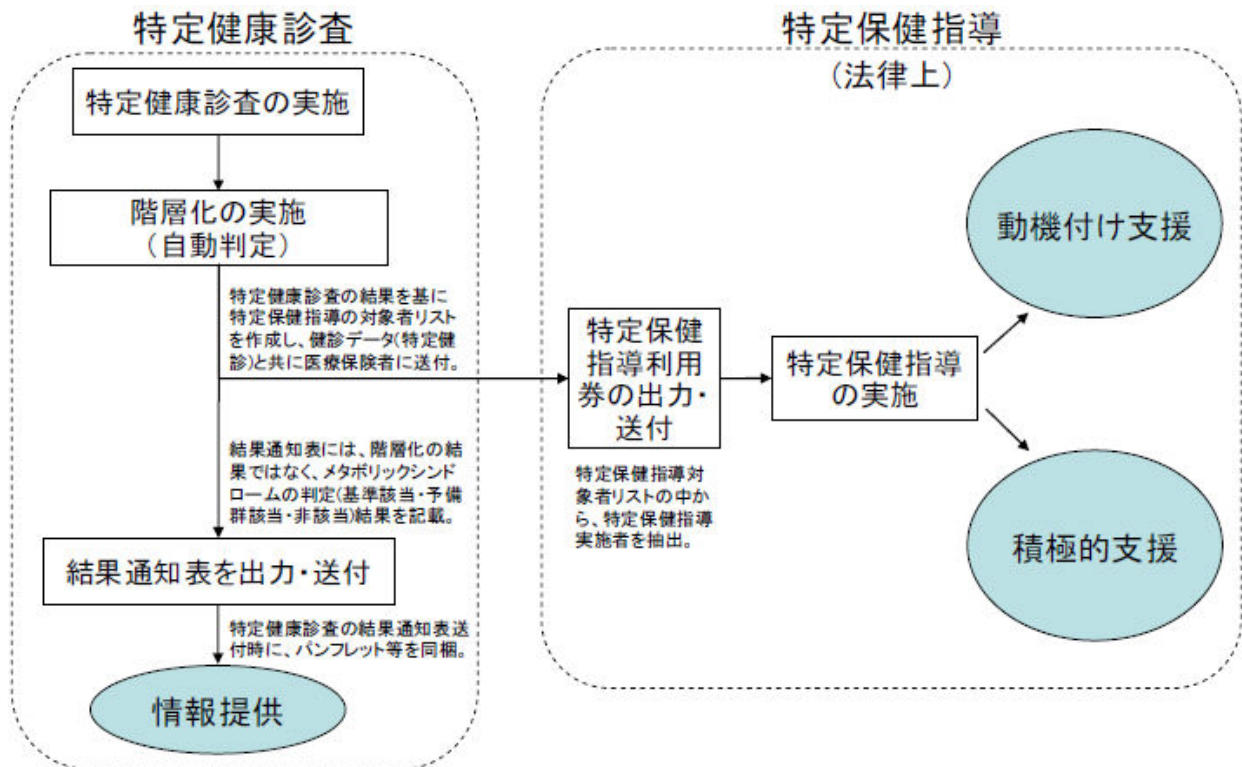 特定健康診査
特定健康診査の実施
階層化の実施
(自動判定)
特定健康診査の結果を基に
特定保健指導の対象者リスト
を作成し、健診データ(特定健
診)と共に医療保険者に送付。
結果通知表には、階層化の結
果ではなく、メタボリックシンド
ロームの判定(基準該当・予備
群該当・非該当)結果を記載。
結果通知表を出力・送付
特定健康診査の結果通知表送
付時に、パンフレット等を同梱。
情報提供
特定保健指導
(法律上)
特定保健
指導利用
券の出力・
送付
特定保健指導対
象者リストの中か
ら、特定保健指導
実施者を抽出。
特定保健指導
の実施
動機付け支援
積極的支援